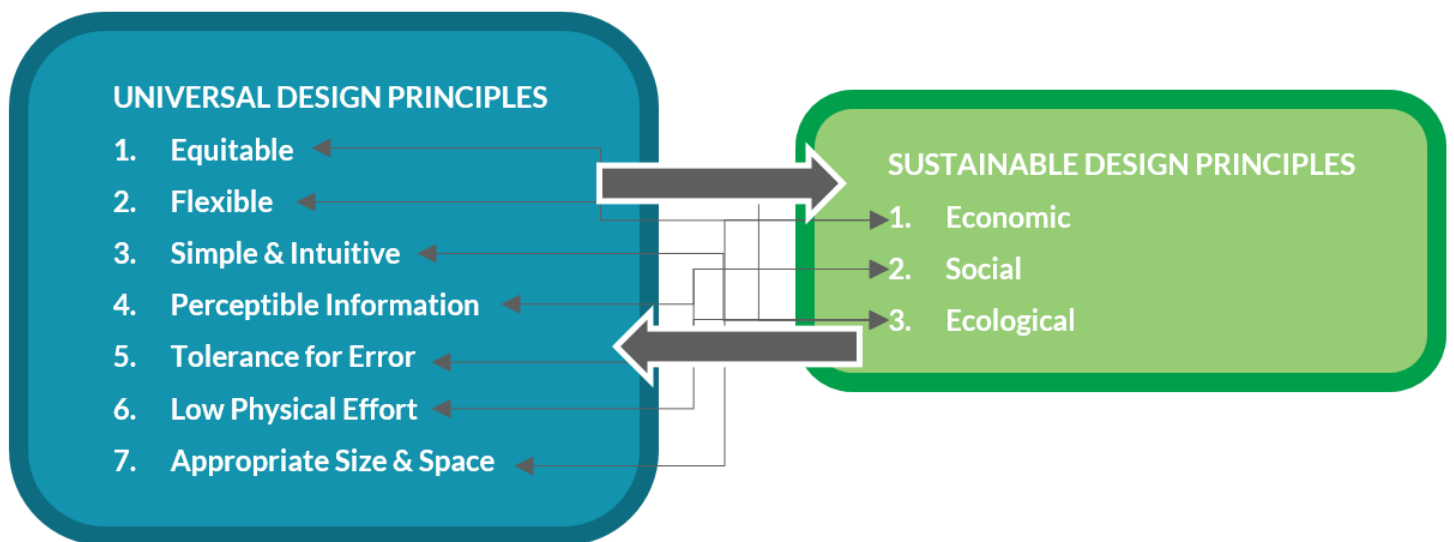 UNIVERSAL DESIGN PRINCIPLES
1. Equitable
2. Flexible
3. Simple & Intuitive
4. Perceptible Information
5. Tolerance for Error
6. Low Physical Effort
7. Appropriate Size & Space
SUSTAINABLE DESIGN PRINCIPLES
1. Economic
2. Social
3. Ecological